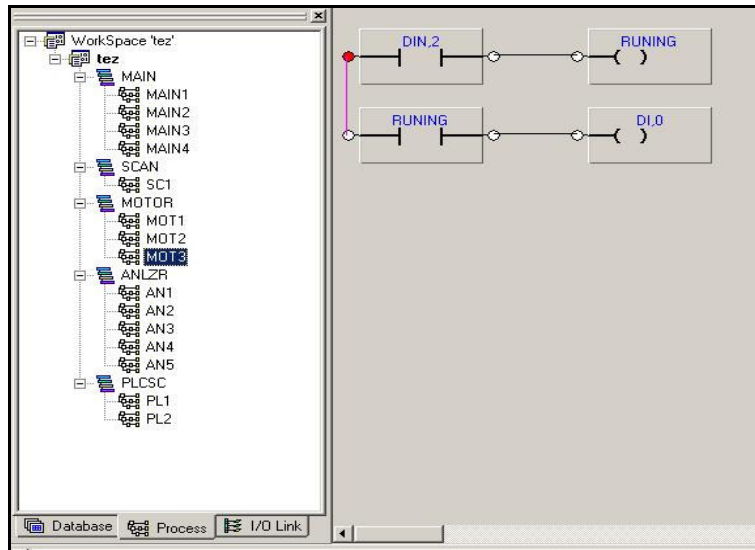 WorkSpace 'tez'
tez
MAIN
MAIN1
MAIN2
MAIN3
MAIN4
SCAN
SC1
MOTOR
MOT1
MOT2
MOT3
ANLZR
AN1
AN2
AN3
AN4
AN5
PLCSC
PL1
PL2
Database Process I/O Link
DIN,2 RUNING
RUNING DI,0